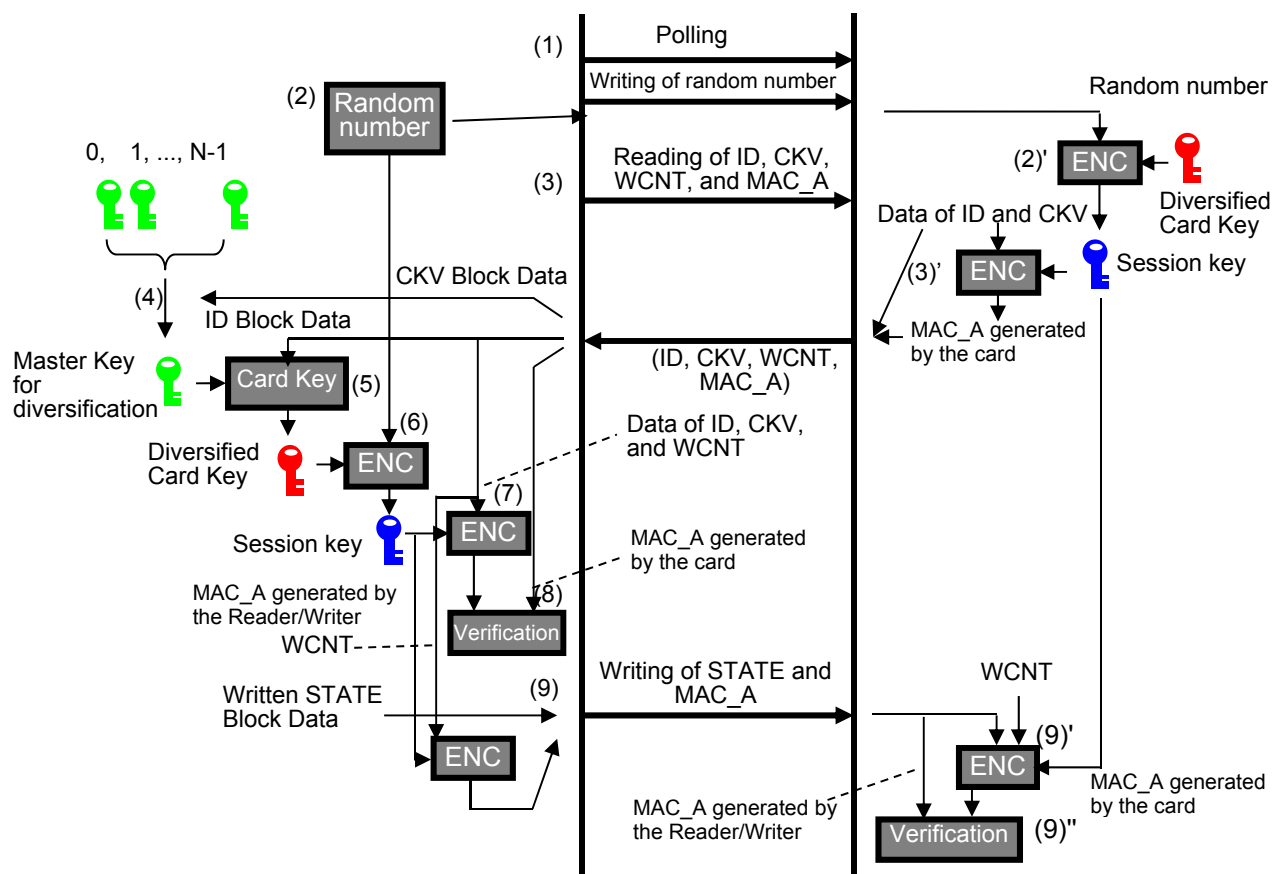 (1)
Polling
Writing of random number
(2)
Random
number
Random number
0, 1, ..., N-1
(2)'
ENC
Reading of ID, CKV,
WCNT, and MAC_A
(3)
Diversified
Card Key
Data of ID and CKV
(3)’
ENC
Session key
CKV Block Data
(4)
ID Block Data
MAC_A generated
by the card
(ID, CKV, WCNT,
MAC_A)
Master Key
for
diversification
Card Key
(5)
(6)
Data of ID, CKV,
and WCNT
Diversified
Card Key
ENC
(7)
Session key
ENC
MAC_A generated
by the card
MAC_A generated by
the Reader/Writer
(8)
Verification
WCNT
Writing of STATE and
MAC_A
WCNT
(9)
Written STATE
Block Data
(9)'
ENC
ENC
MAC_A generated
by the card
MAC_A generated by
the Reader/Writer
Verification
(9)"